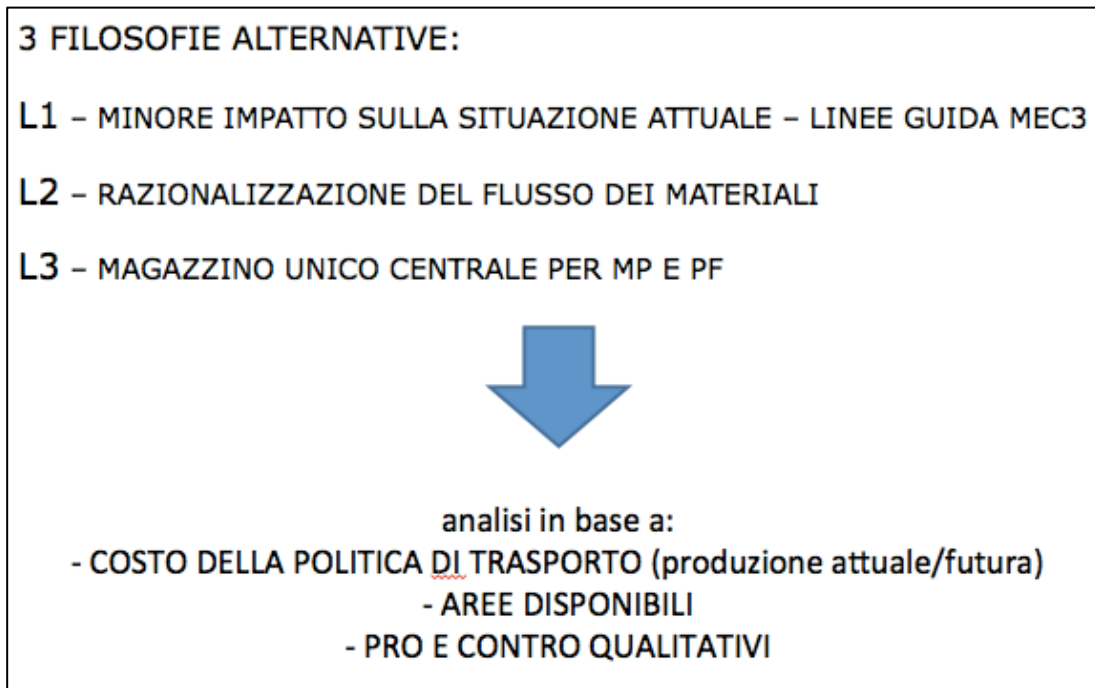 3 FILOSOFIE ALTERNATIVE:
L1 – MINORE IMPATTO SULLA SITUAZIONE ATTUALE – LINEE GUIDA MEC3
L2 – RAZIONALIZZAZIONE DEL FLUSSO DEI MATERIALI
L3 – MAGAZZINO UNICO CENTRALE PER MP E PF
analisi in base a:
- COSTO DELLA POLITICA DI TRASPORTO (produzione attuale/futura)
- AREE DISPONIBILI
- PRO E CONTRO QUALITATIVI